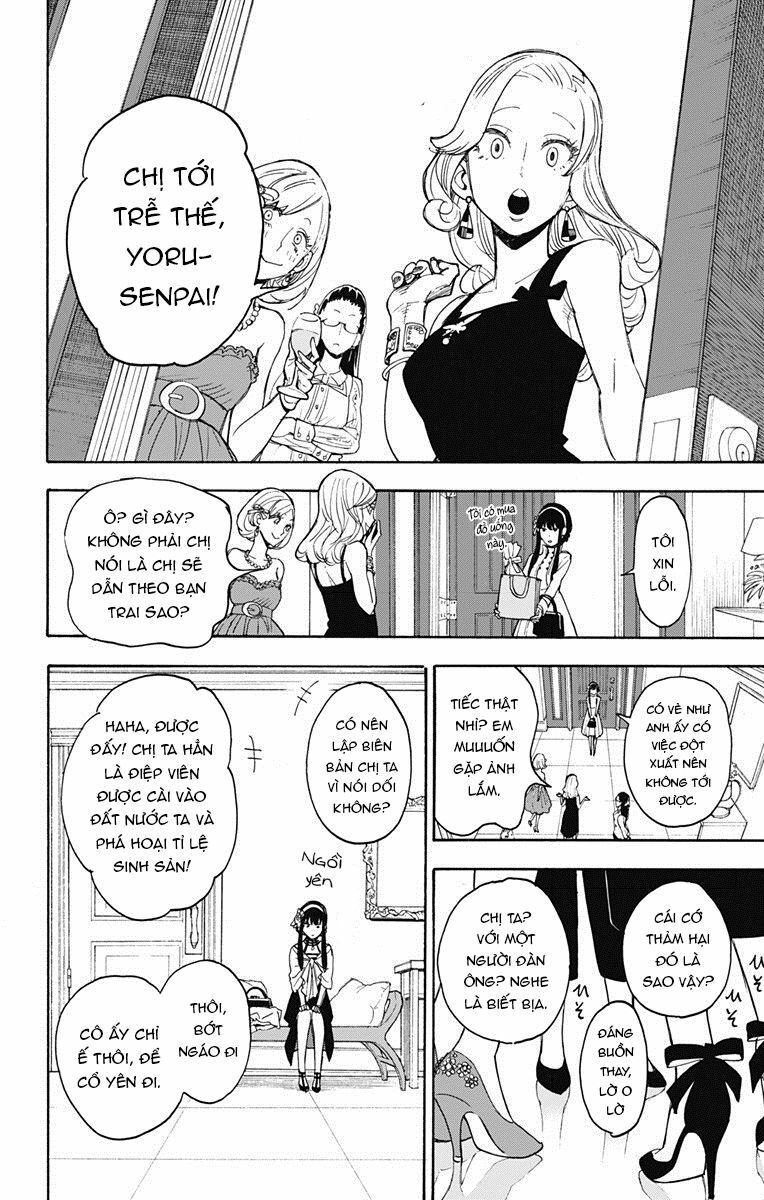 CHỊ TỚI
TRỄ THẾ,
YORU-
SENPAI!
TÔI
XIN
LỖI.
Tôi có mua
đồ uống
này.
Ô? GÌ ĐÂY?
KHÔNG PHẢI CHỊ
NÓI LÀ CHỊ SẼ
DẪN THEO BẠN
TRAI SAO?
CÓ VẺ NHƯ
ANH ẤY CÓ
VIỆC ĐỘT
XUẤT NÊN
KHÔNG TỚI
ĐƯỢC.
TIẾC THẬT
NHỈ? EM
MUUUỐN
GẶP ẢNH
LẮM.
CÓ NÊN
LẬP BIÊN
BẢN CHỊ TA
VÌ NÓI DỐI
KHÔNG?
HAHA, ĐƯỢC
ĐẤY! CHỊ TA HẲN
LÀ ĐIỆP VIÊN
ĐƯỢC CÀI VÀO
ĐẤT NƯỚC TA VÀ
PHÁ HOẠI TỈ LỆ
SINH SẢN!
Ngồi
yên
THÔI,
BỚT
NGÁO ĐI
CÔ ẤY CHỈ
Ế THÔI, ĐỂ
CỔ YÊN ĐI.
CÁI CỚ
THẢM HẠI
ĐÓ LÀ
SAO VẬY?
CHỊ TA?
VỚI MỘT
NGƯỜI ĐÀN
ÔNG? NGHE
LÀ BIẾT BỊA.
ĐÁNG
BUỒN
THAY,
LỜ O
LỜ